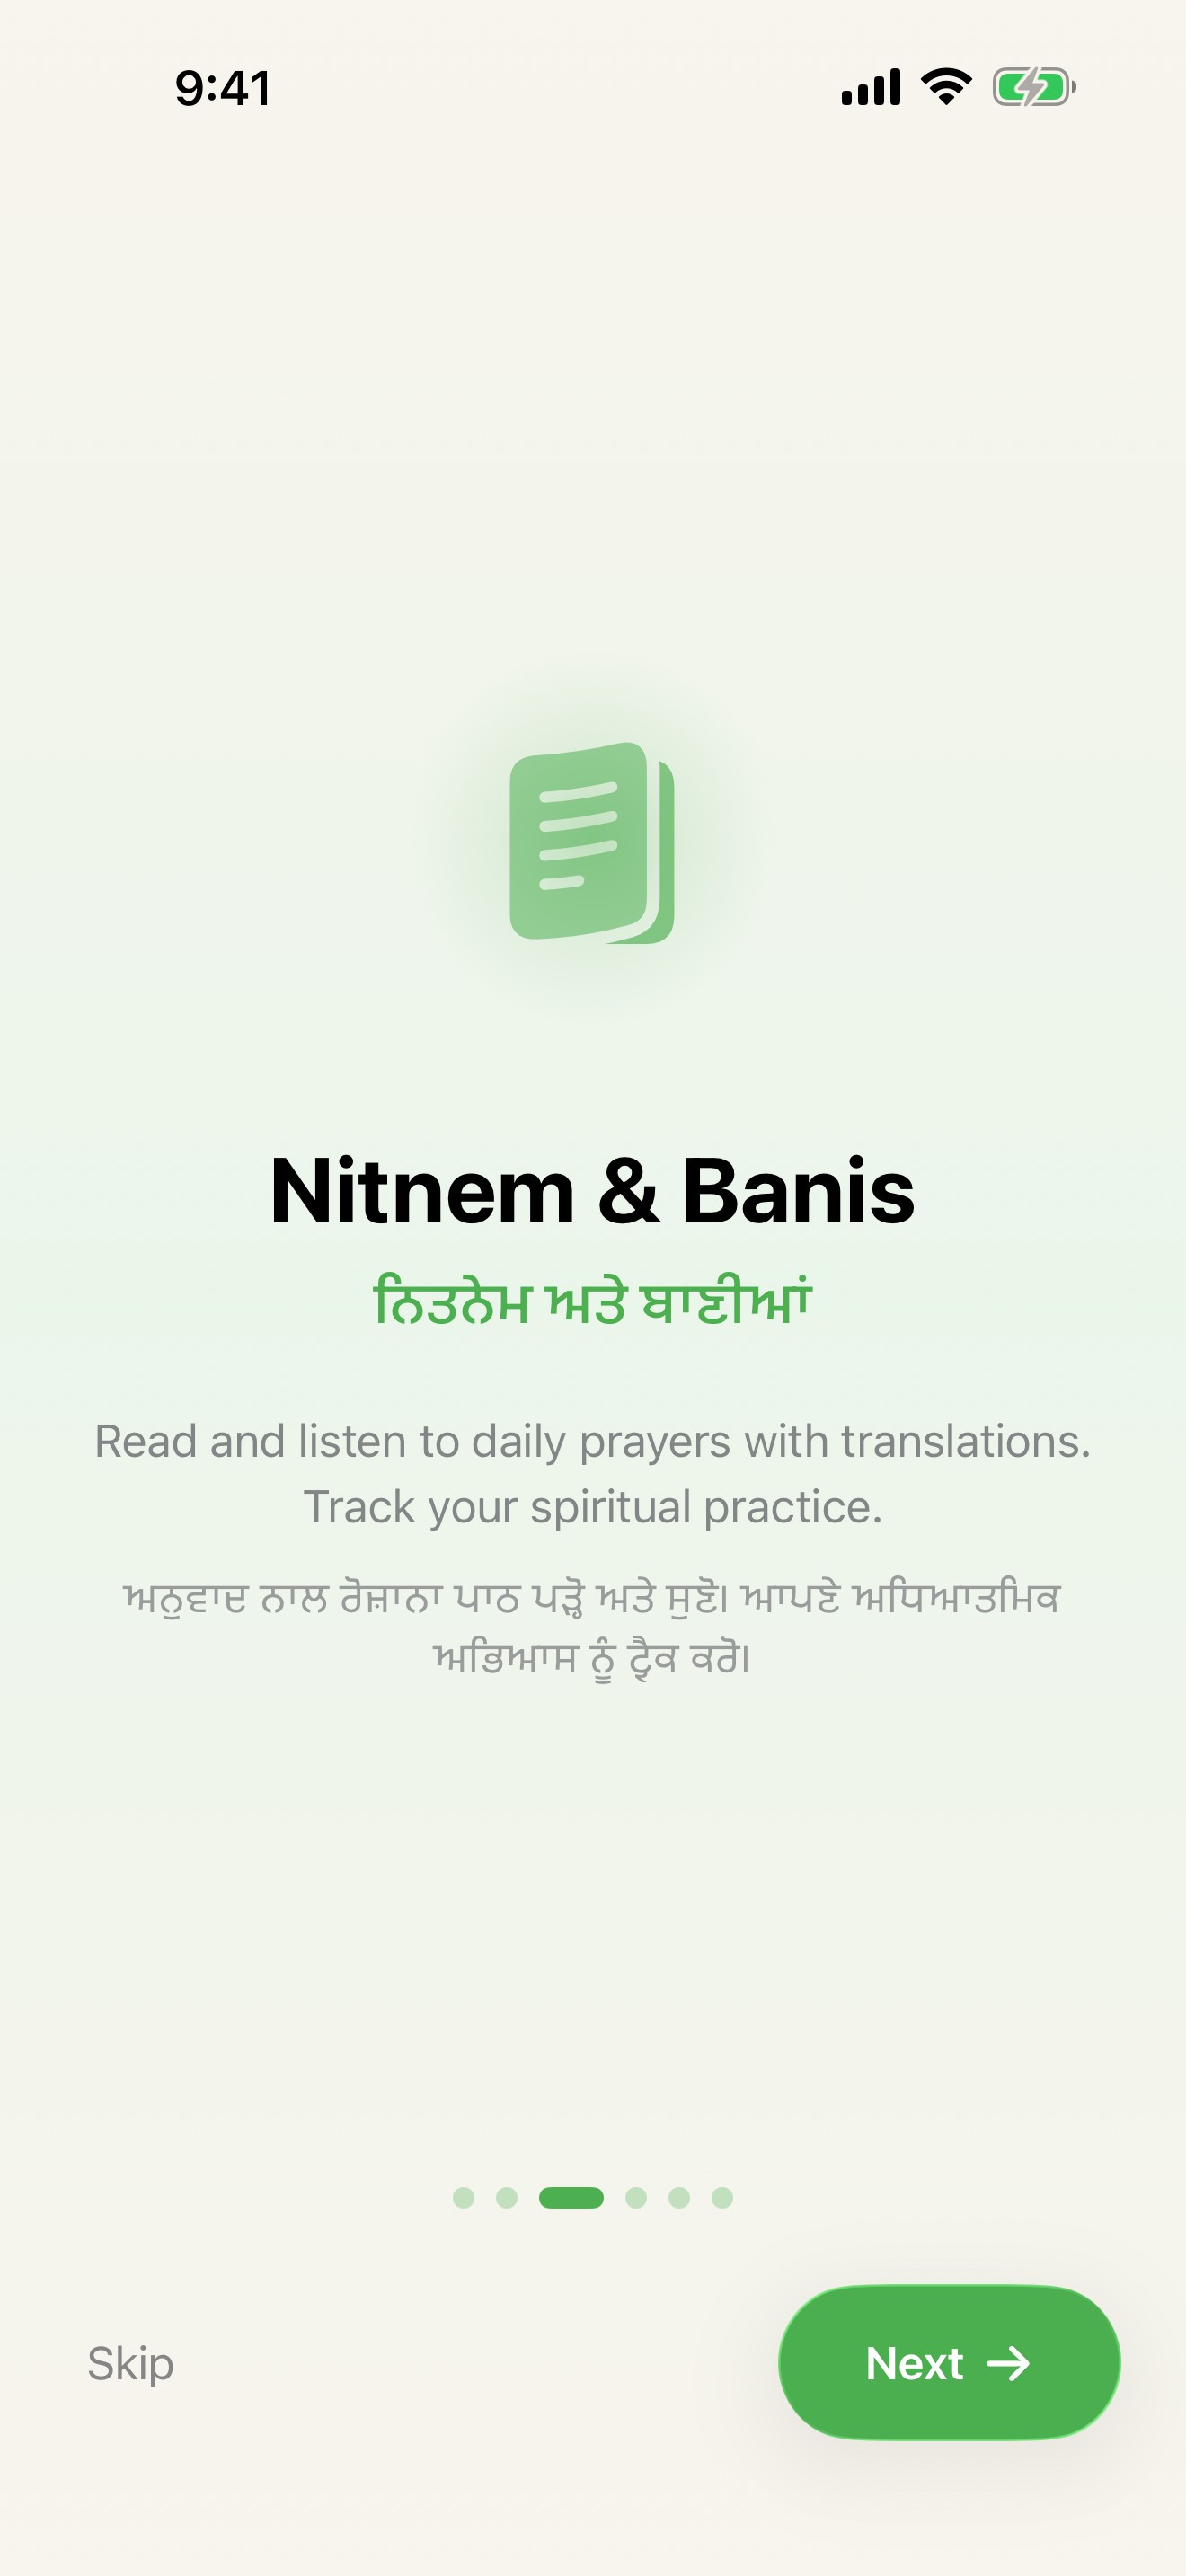 9:41
Nitnem & Banis
ਨਿਤਨੇਮ ਅਤੇ ਬਾਣੀਆਂ
Read and listen to daily prayers with translations.
Track your spiritual practice.
ਅਨੁਵਾਦ ਨਾਲ ਰੋਜ਼ਾਨਾ ਪਾਠ ਪੜ੍ਹੋ ਅਤੇ ਸੁਣੋ। ਆਪਣੇ ਅਧਿਆਤਮਿਕ
ਅਭਿਆਸ ਨੂੰ ਟ੍ਰੈਕ ਕਰੋ।
Skip
Next →